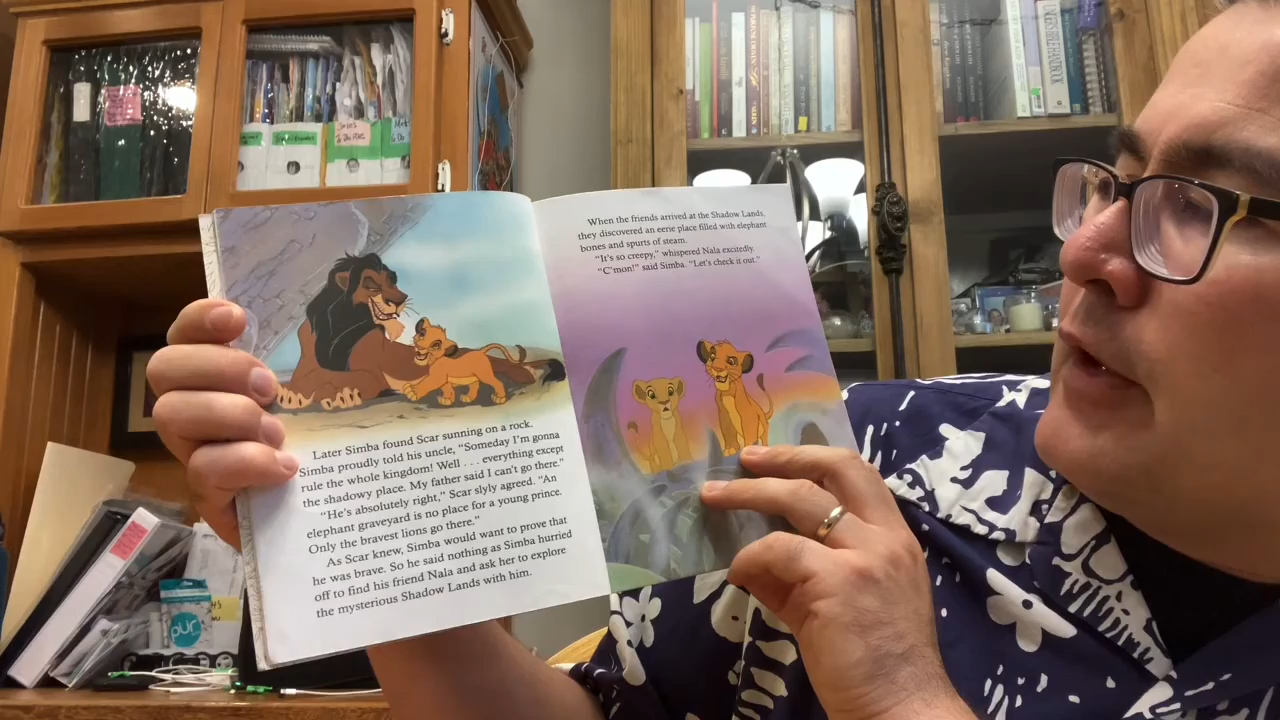 Later Simba found Scar sunning on a rock.
Simba proudly told his uncle, "Someday I'm gonna
rule the whole kingdom! Well . . . everything except
the shadowy place. My father said I can't go there."
"He's absolutely right," Scar slyly agreed. "An
elephant graveyard is no place for a young prince.
Only the bravest lions go there."
As Scar knew, Simba would want to prove that
he was brave. So he said nothing as Simba hurried
off to find his friend Nala and ask her to explore
the mysterious Shadow Lands with him.
When the friends arrived at the Shadow Lands,
they discovered an eerie place filled with elephant
bones and spurts of steam.
"It's so creepy," whispered Nala excitedly.
"C'mon!" said Simba. "Let's check it out."
pür